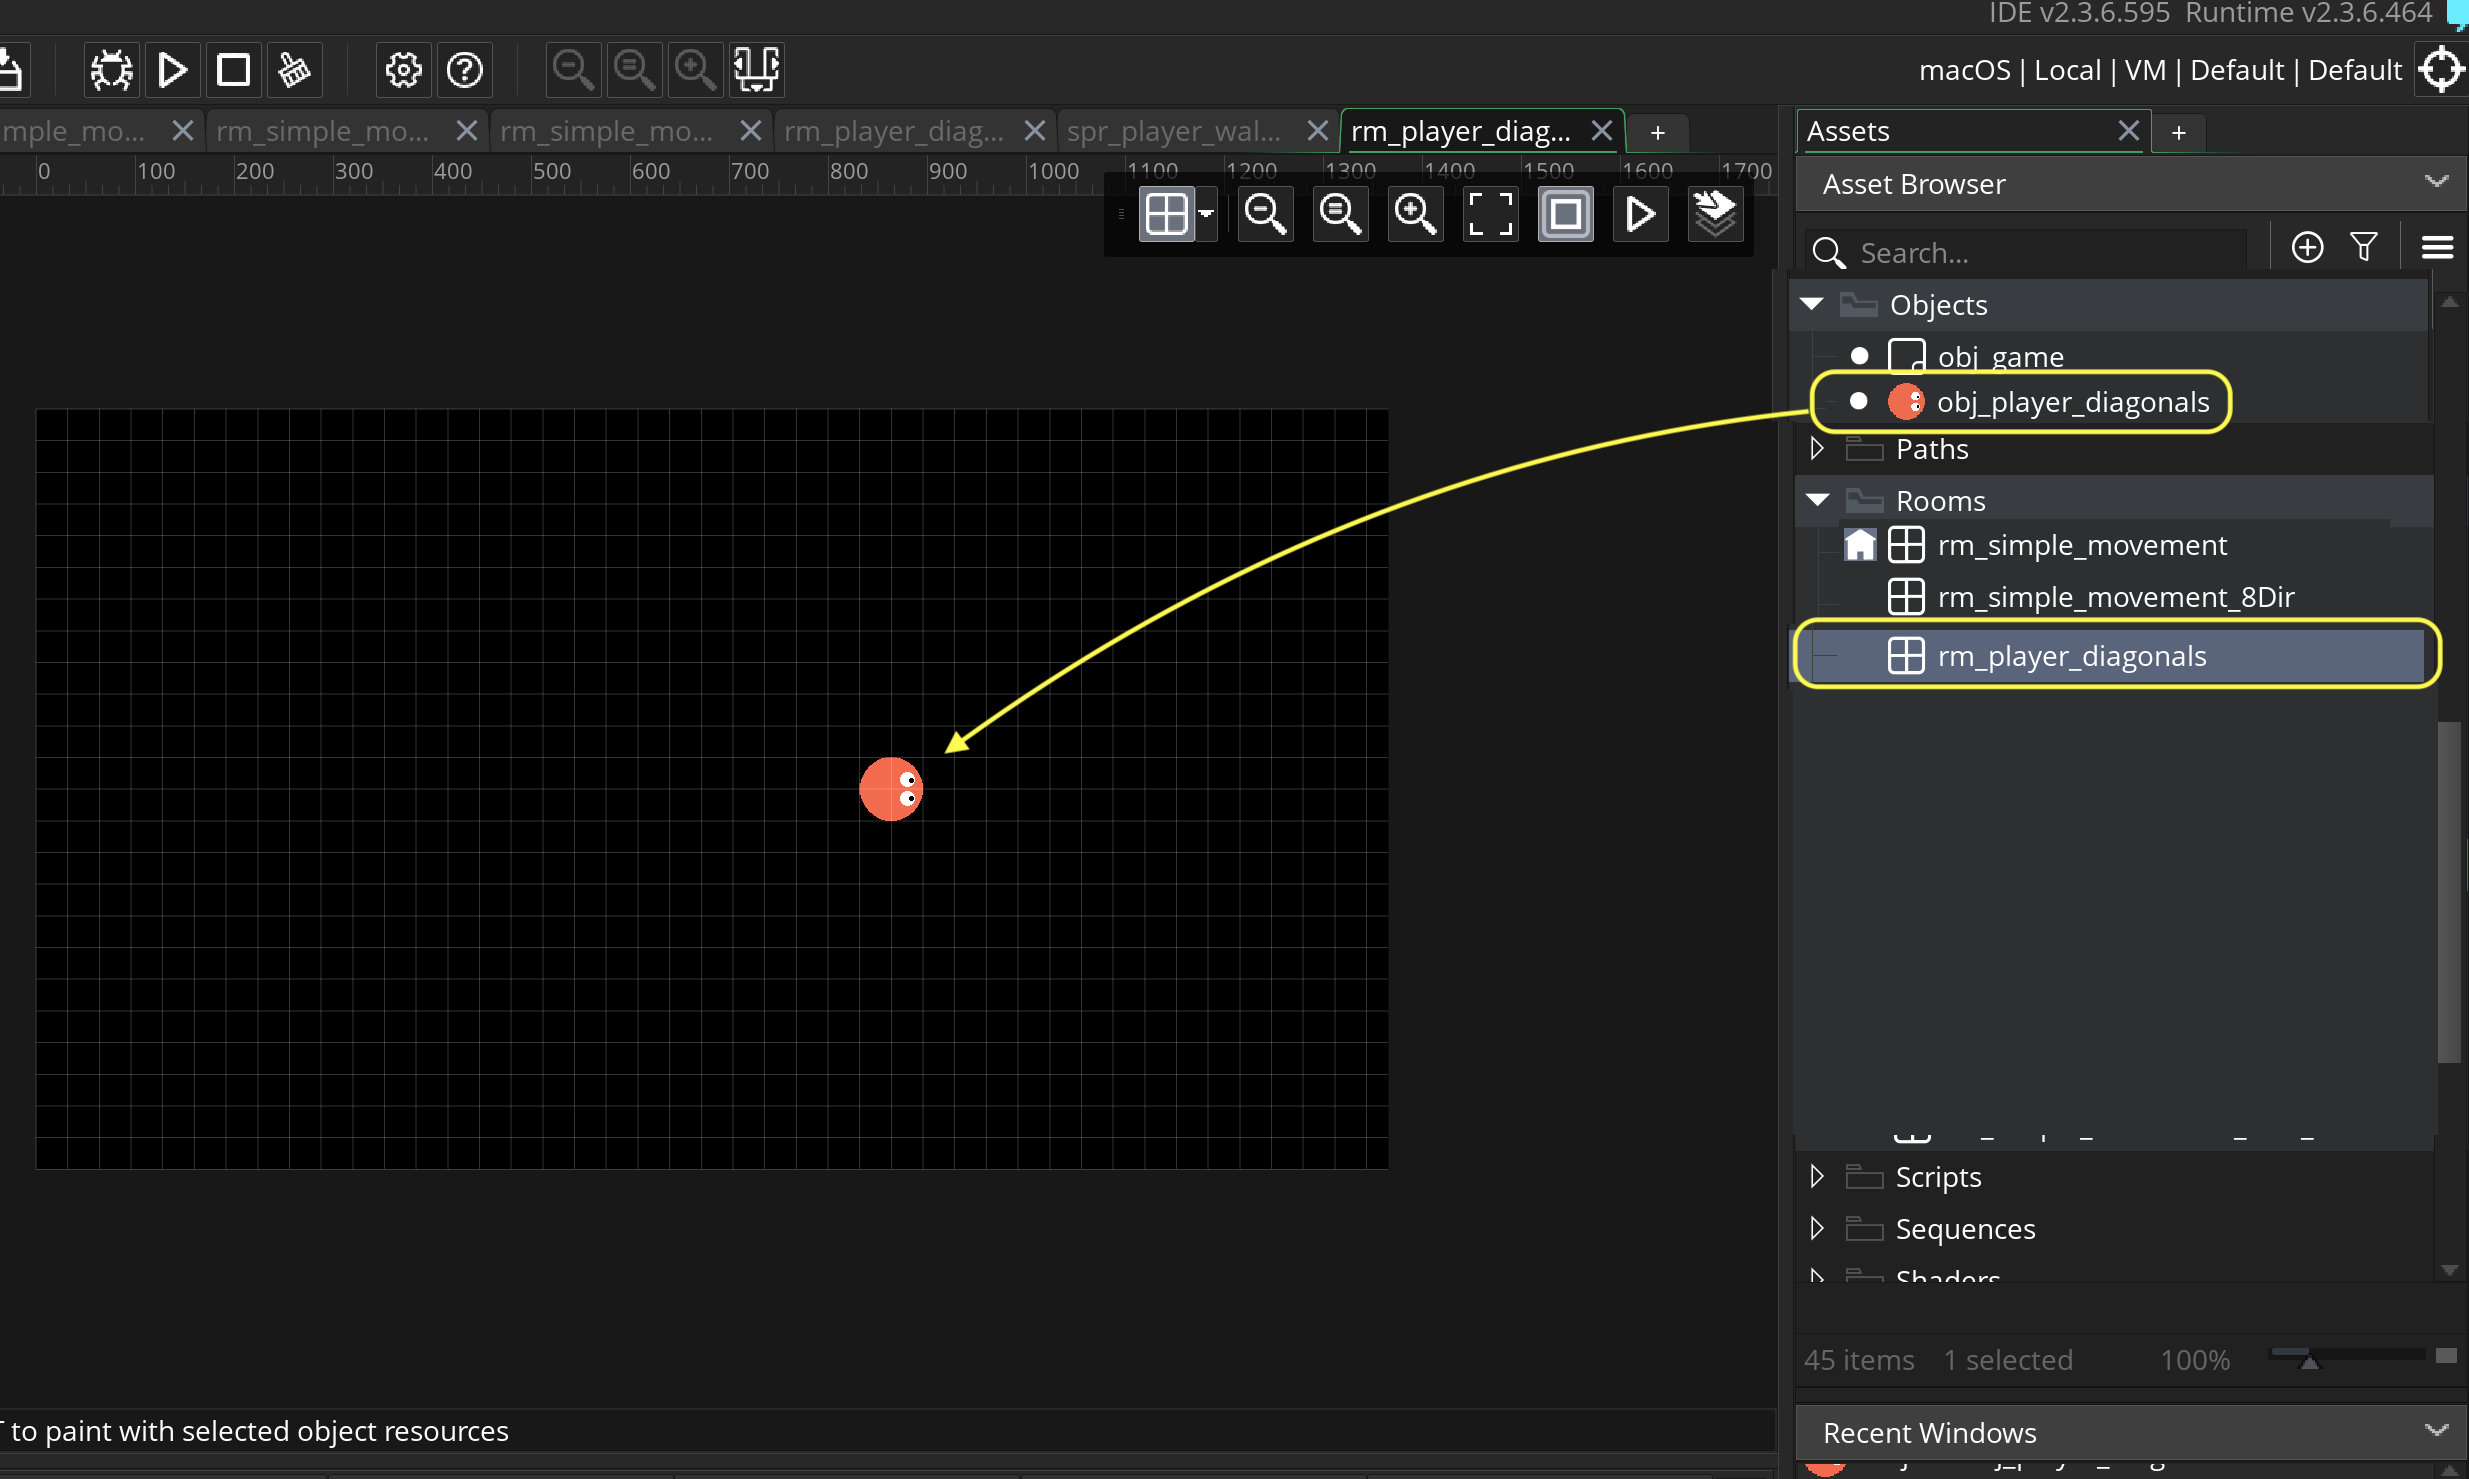 IDE v2.3.6.595 Runtime v2.3.6.464
macOS | Local | VM | Default | Default
mple_mo... rm_simple_mo... rm_simple_mo... rm_player_diag... spr_player_wal... rm_player_diag... +
Assets +
0 100 200 300 400 500 600 700 800 900 1000 1100 1200 1300 1400 1500 1600 1700
Asset Browser
Search...
Objects
obj_game
obj_player_diagonals
Paths
Rooms
rm_simple_movement
rm_simple_movement_8Dir
rm_player_diagonals
Scripts
Sequences
Shaders
45 items 1 selected 100%
to paint with selected object resources
Recent Windows